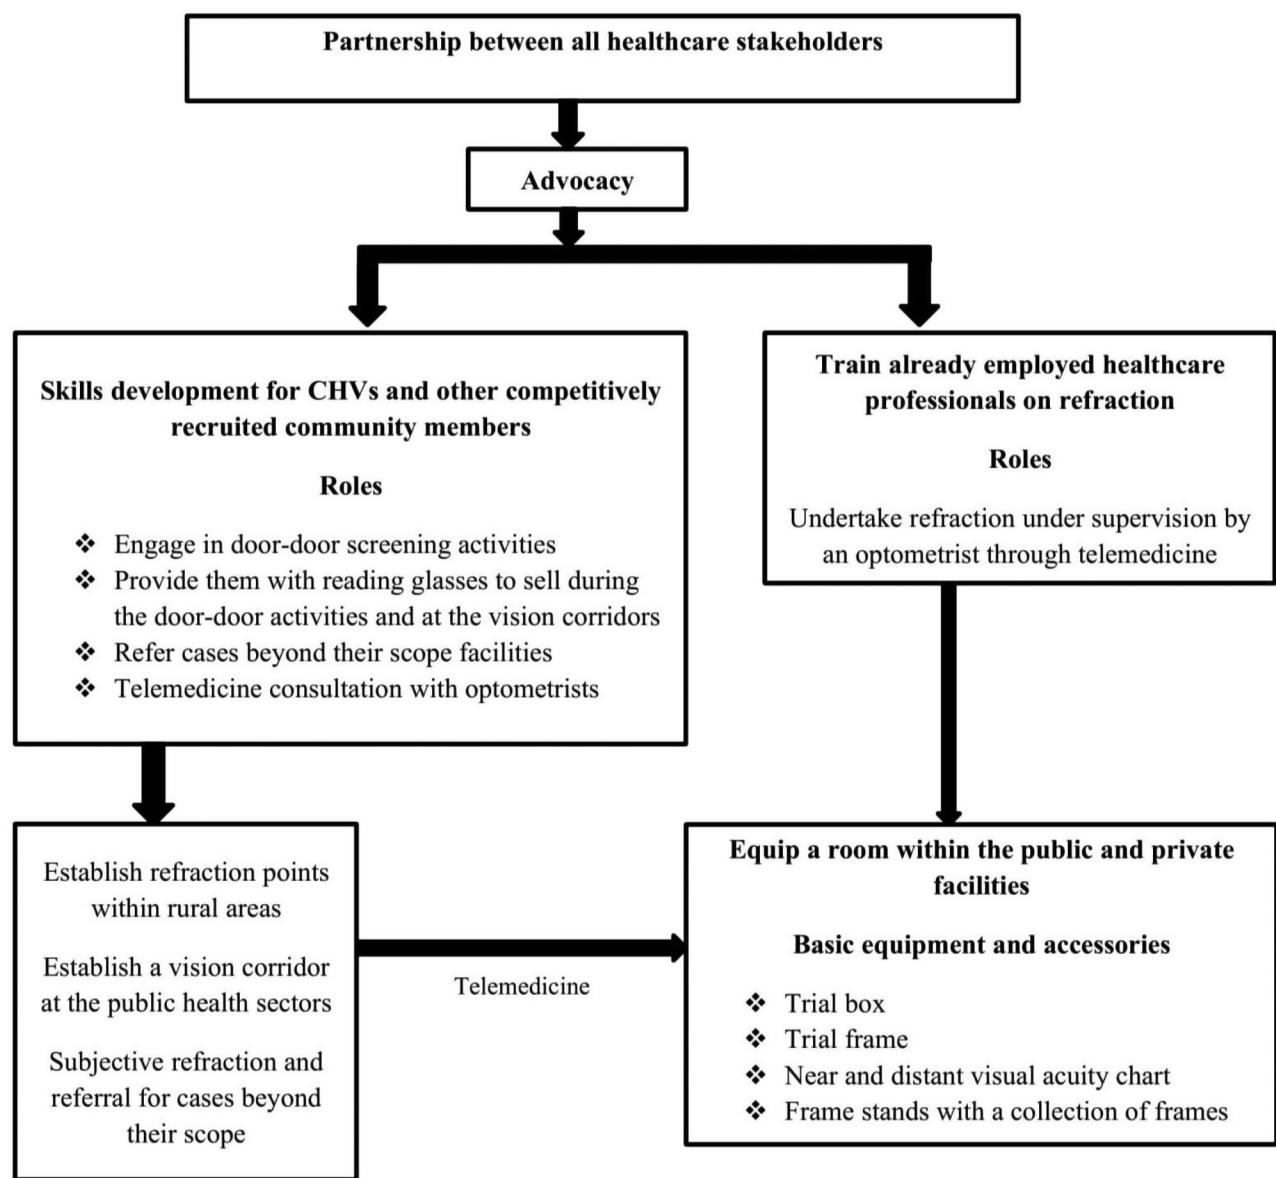 Partnership between all healthcare stakeholders
Advocacy
Skills development for CHVs and other competitively
recruited community members
Roles
❖ Engage in door-door screening activities
❖ Provide them with reading glasses to sell during
the door-door activities and at the vision corridors
❖ Refer cases beyond their scope facilities
❖ Telemedicine consultation with optometrists
Train already employed healthcare
professionals on refraction
Roles
Undertake refraction under supervision by
an optometrist through telemedicine
Establish refraction points
within rural areas
Establish a vision corridor
at the public health sectors
Subjective refraction and
referral for cases beyond
their scope
Telemedicine
Equip a room within the public and private
facilities
Basic equipment and accessories
❖ Trial box
❖ Trial frame
❖ Near and distant visual acuity chart
❖ Frame stands with a collection of frames